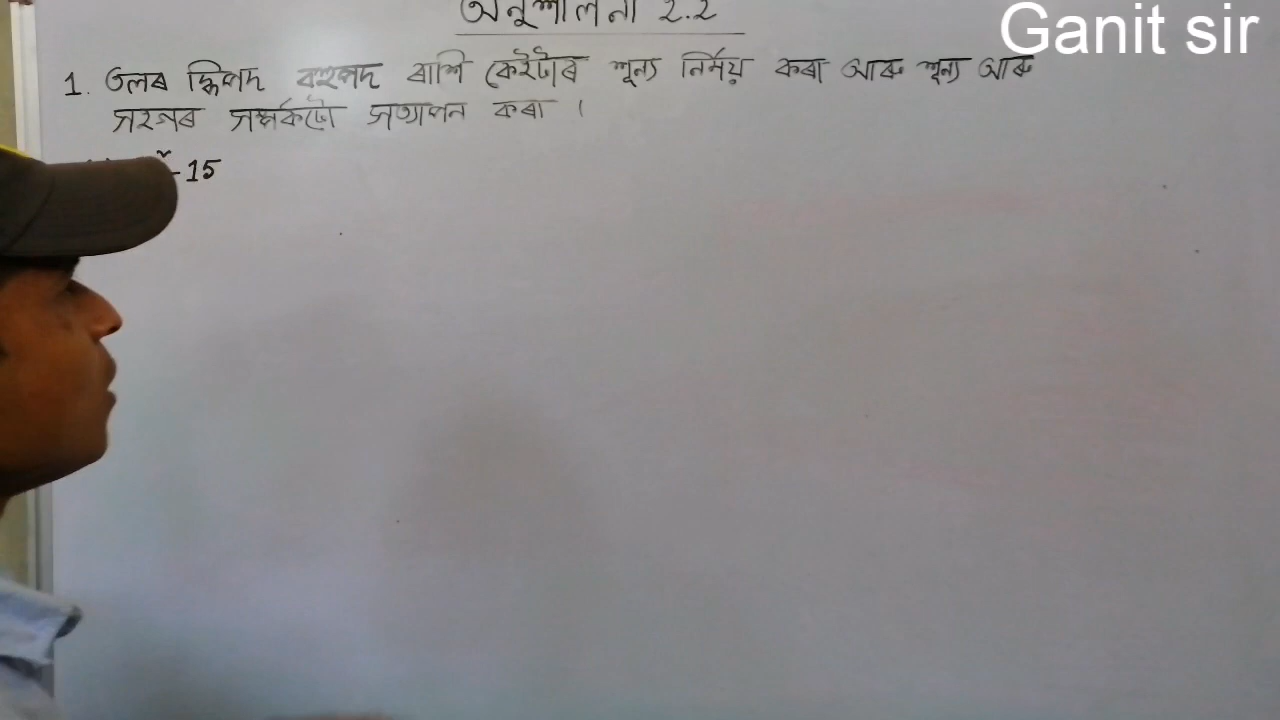 অনুশীলনী 2.2
Ganit sir
1. তলৰ দ্বিঘাত বহুপদ ৰাশি কেইটাৰ শূন্য নিৰ্ণয় কৰা আৰু শূন্য আৰু
সহগৰ সম্পৰ্কটো সত্যাপন কৰা ।
-15